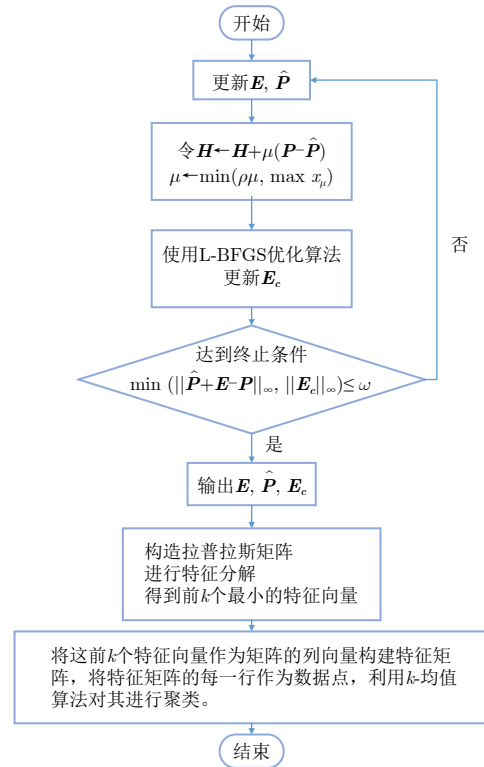 开始
更新E, P̂
令H←H+μ(P−P̂)
μ←min(ρμ, max x_μ)
使用L-BFGS优化算法
更新E_c
否
达到终止条件
min (||P̂+E−P||∞, ||E_c||∞)≤ ω
是
输出E, P̂, E_c
构造拉普拉斯矩阵
进行特征分解
得到前k个最小的特征向量
将这前k个特征向量作为矩阵的列向量构建特征矩
阵，将特征矩阵的每一行作为数据点，利用k-均值
算法对其进行聚类。
结束